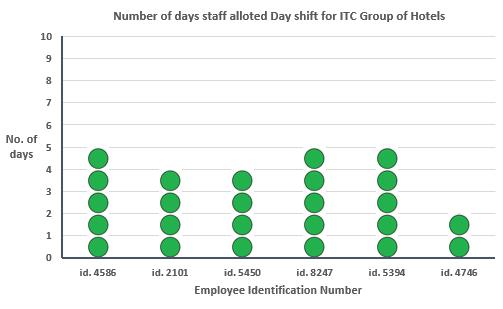 Number of days staff alloted Day shift for ITC Group of Hotels
10
9
8
7
6
5
4
3
2
1
0
No. of
days
id. 4586 id. 2101 id. 5450 id. 8247 id. 5394 id. 4746
Employee Identification Number